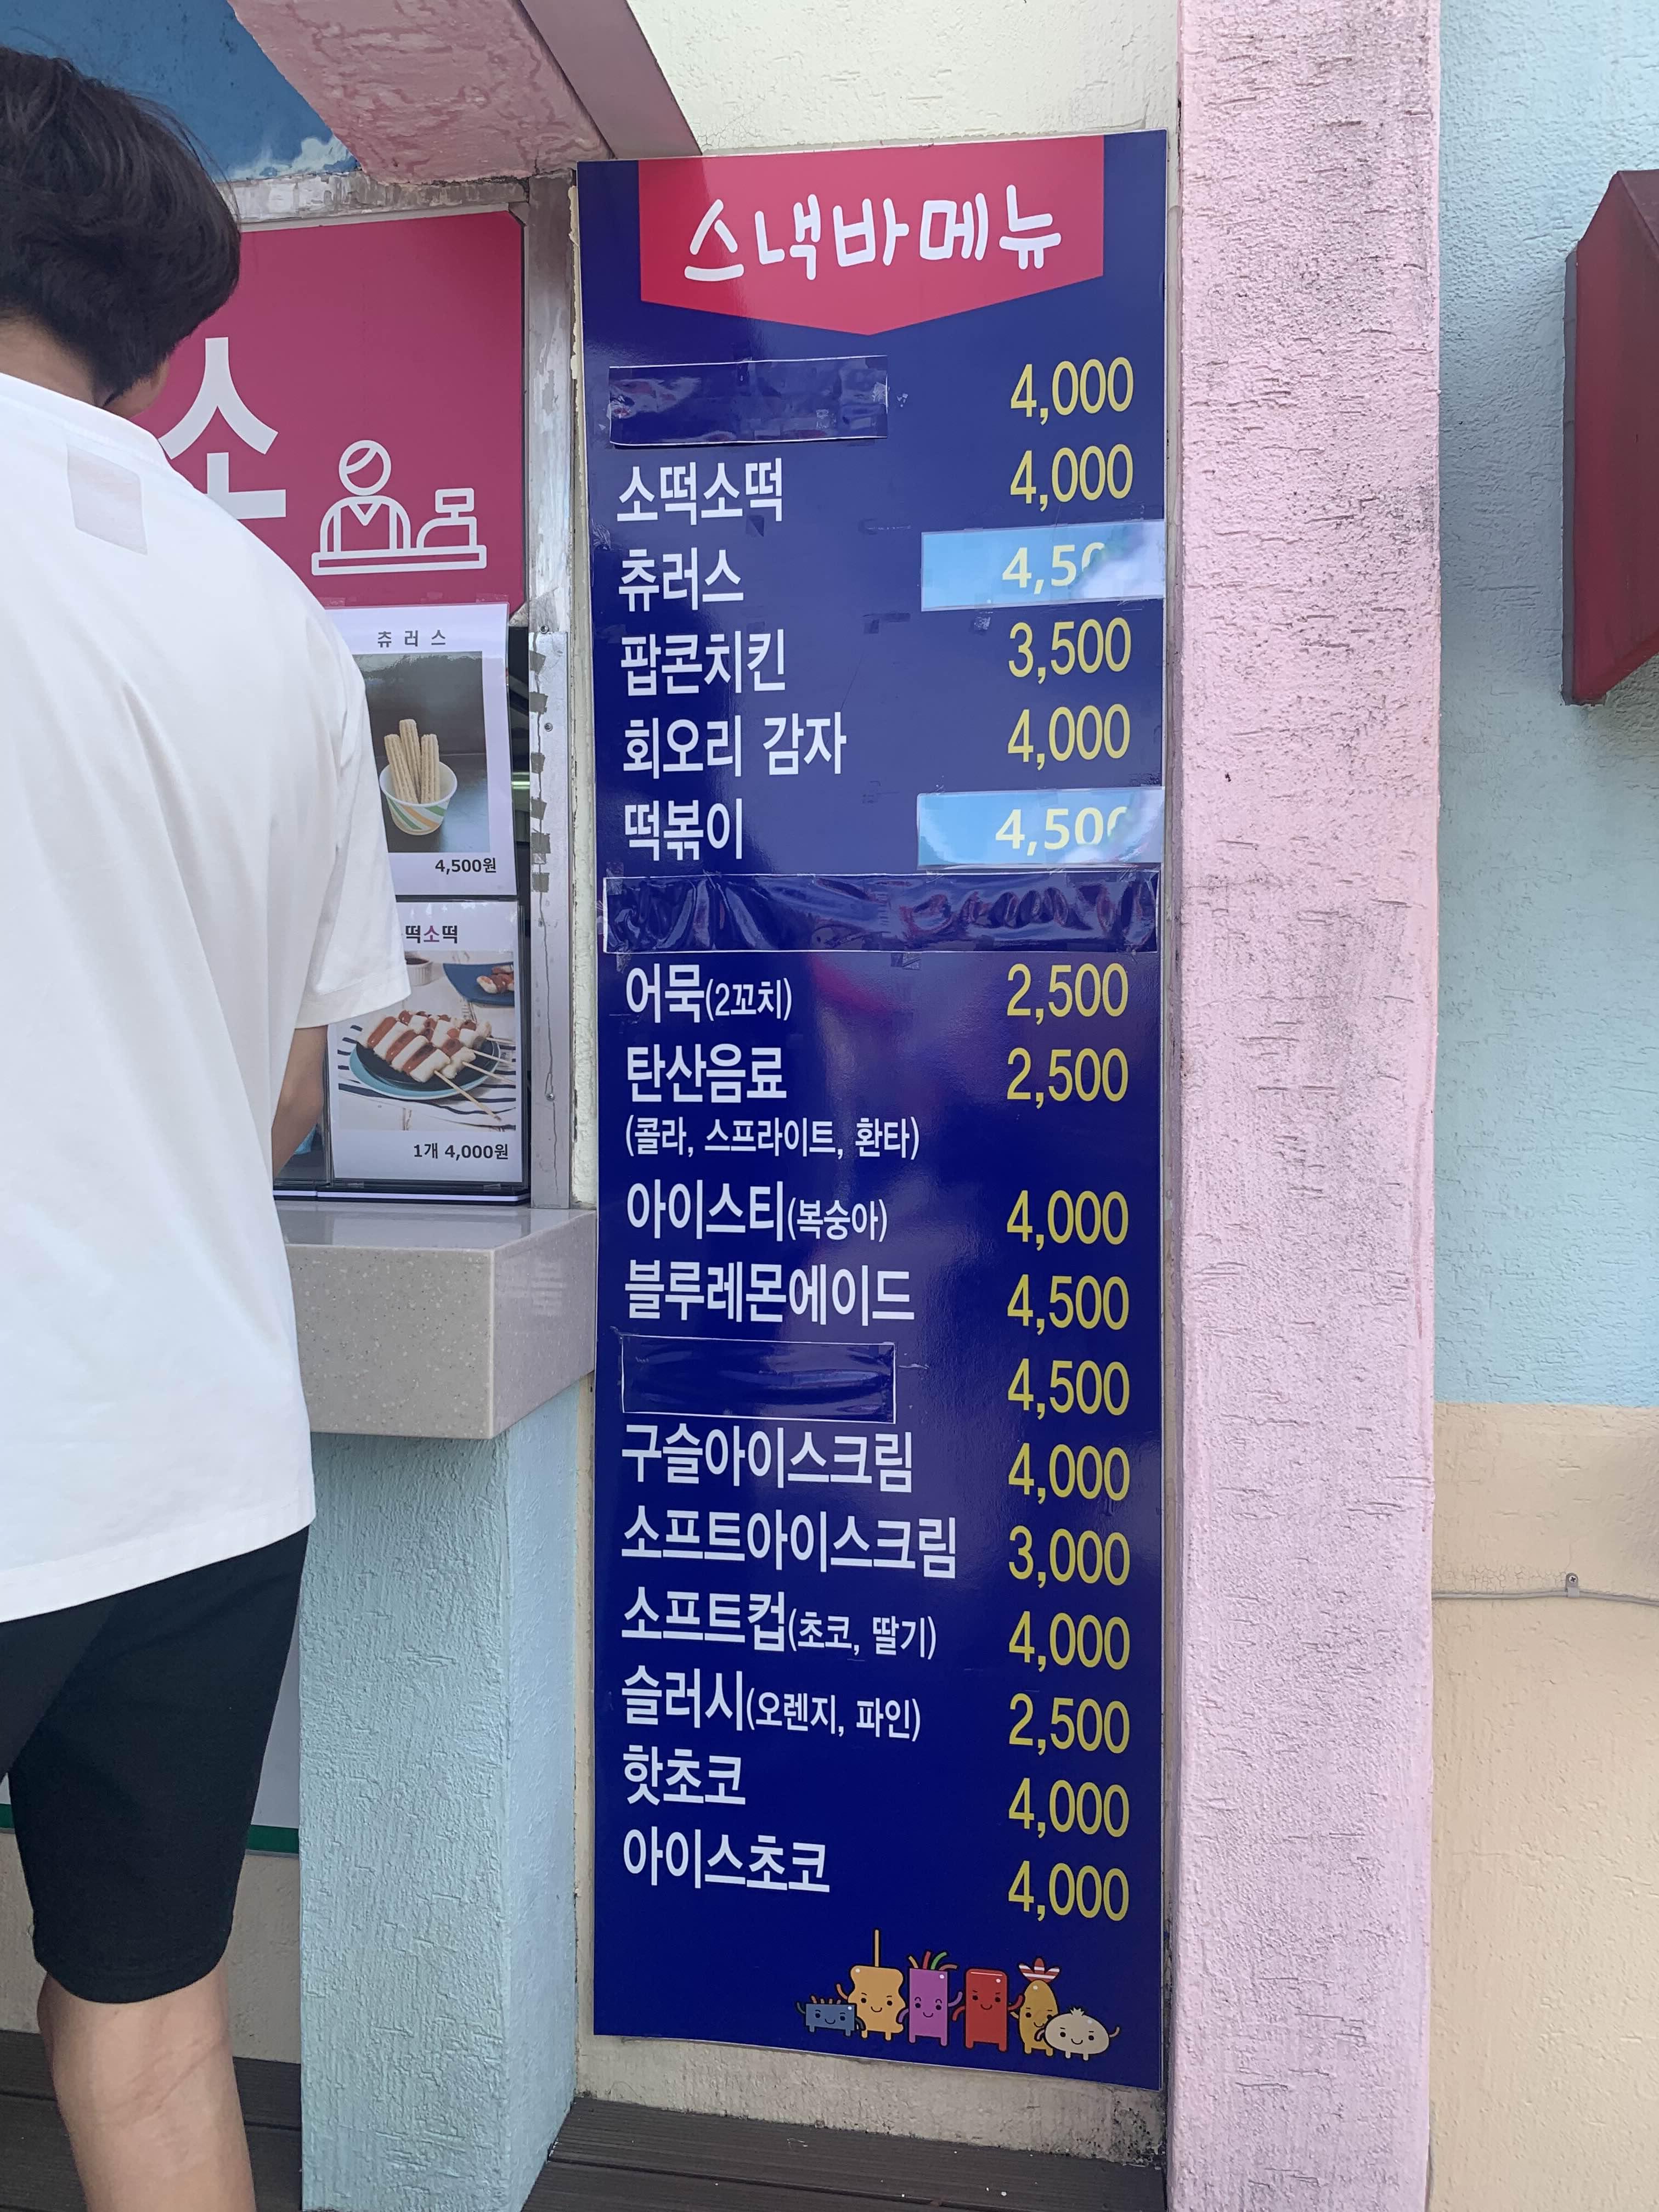 스낵바메뉴
4,000
소떡소떡 4,000
츄러스
팝콘치킨 3,500
회오리 감자 4,000
떡볶이 4,500
어묵(2꼬치) 2,500
탄산음료 2,500
(콜라, 스프라이트, 환타)
아이스티(복숭아) 4,000
블루레몬에이드 4,500
4,500
구슬아이스크림 4,000
소프트아이스크림 3,000
소프트컵(초코, 딸기) 4,000
슬러시(오렌지, 파인) 2,500
핫초코 4,000
아이스초코 4,000
소
츄러스
4,500원
떡소떡
1개 4,000원